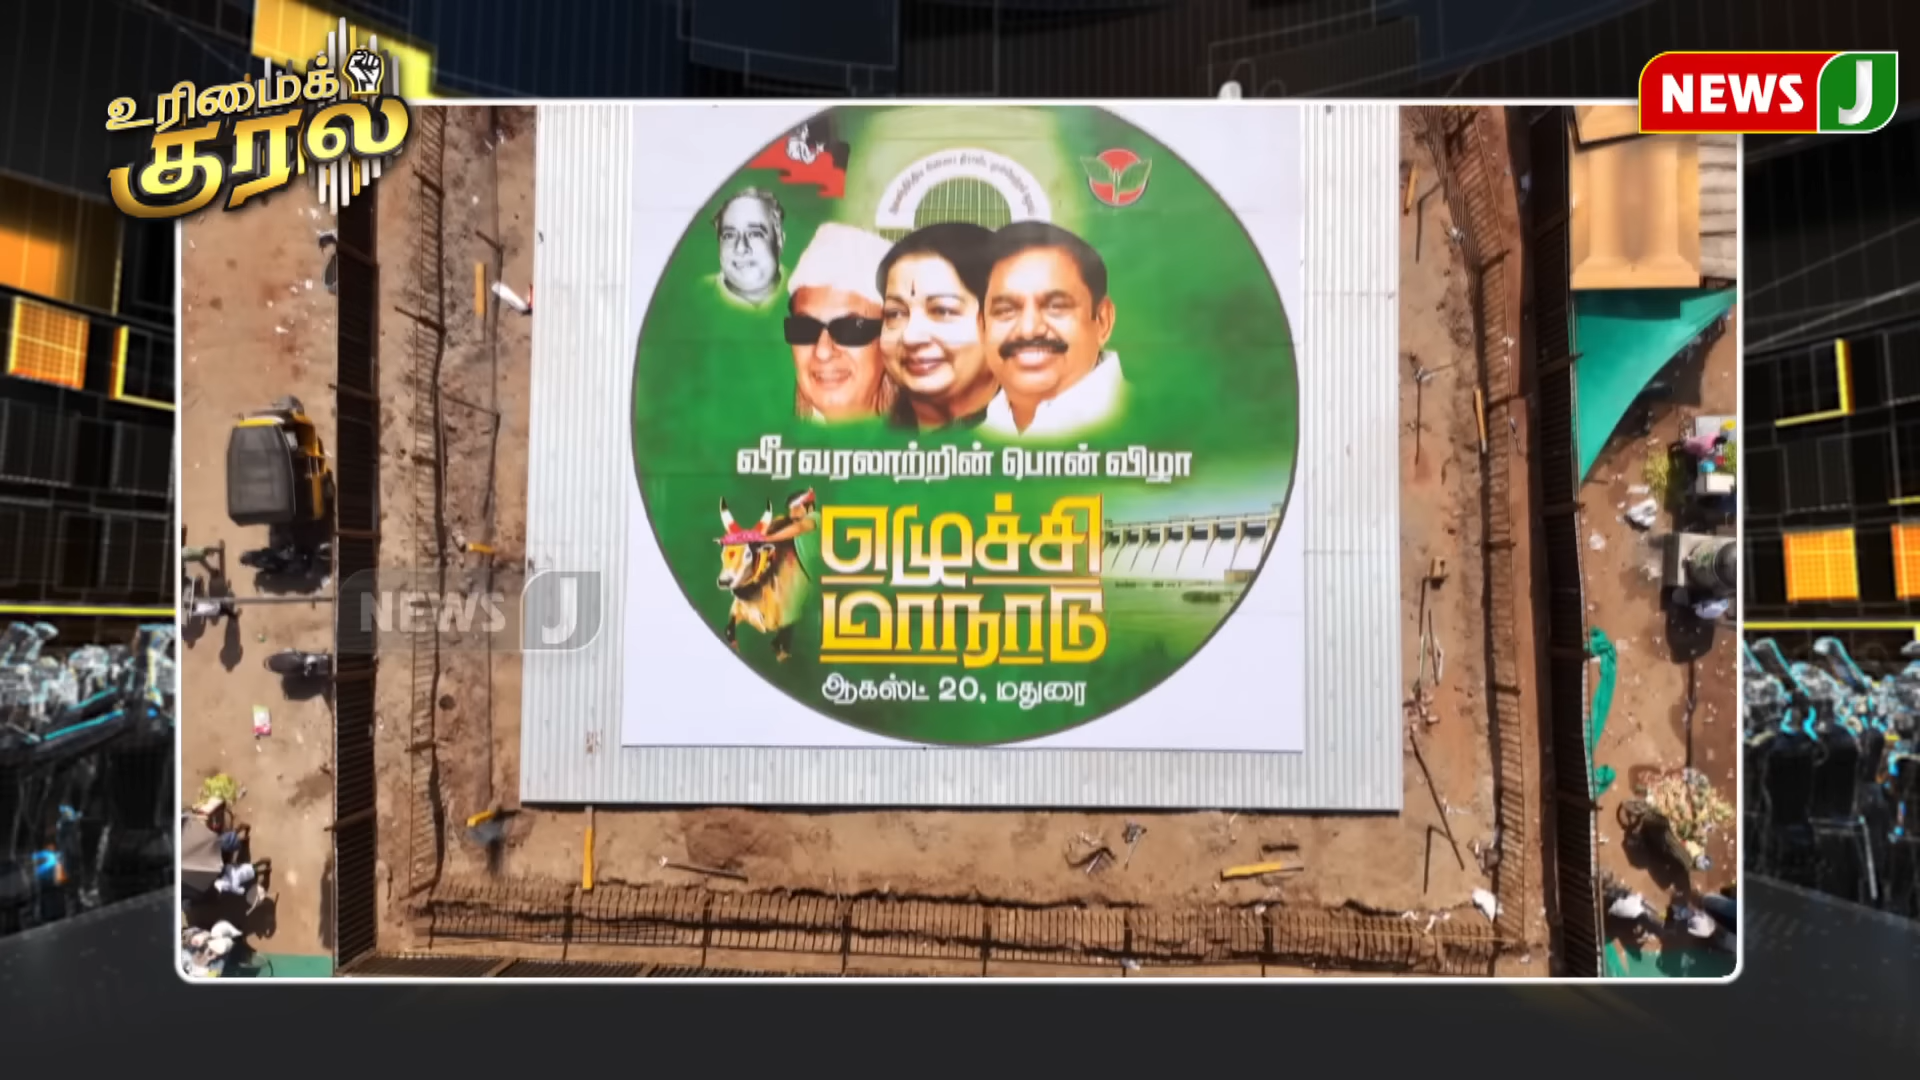 உரிமைக்
குரல்
NEWS J
வீர வரலாற்றின் பொன் விழா
எழுச்சி
மாநாடு
ஆகஸ்ட் 20, மதுரை
NEWS J